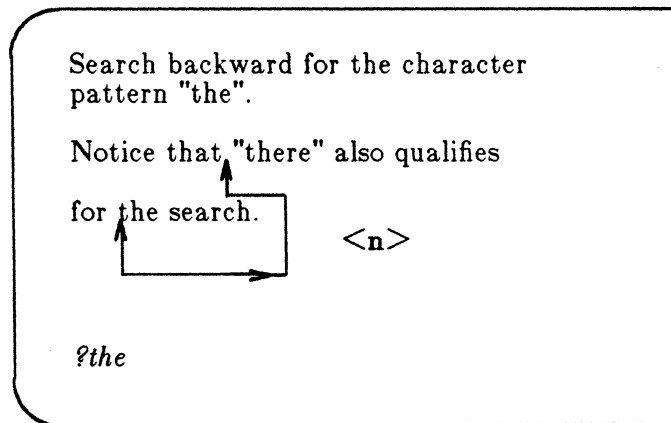 Search backward for the character
pattern "the".
Notice that "there" also qualifies
for the search.
<n>
?the